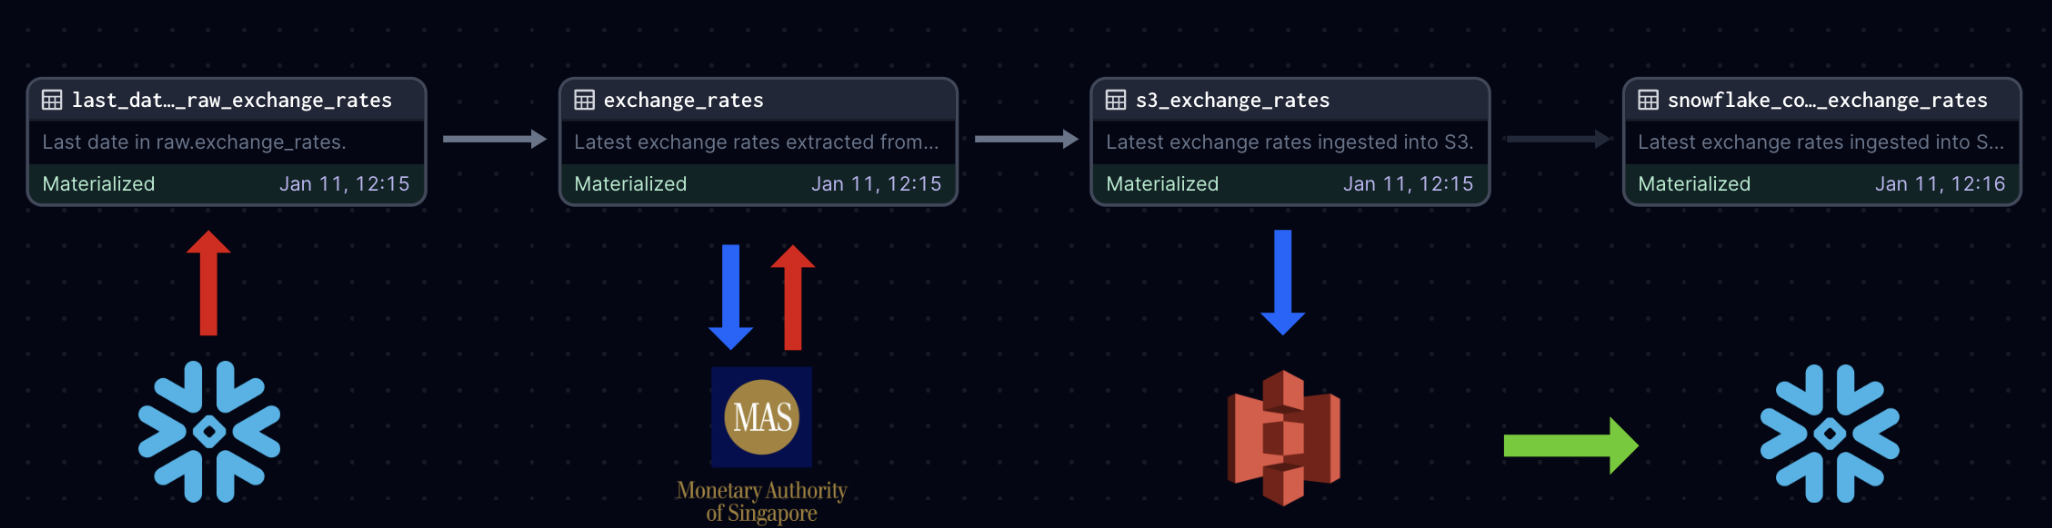 last_dat…_raw_exchange_rates
Last date in raw.exchange_rates.
Materialized Jan 11, 12:15
exchange_rates
Latest exchange rates extracted from…
Materialized Jan 11, 12:15
s3_exchange_rates
Latest exchange rates ingested into S3.
Materialized Jan 11, 12:15
snowflake_co…_exchange_rates
Latest exchange rates ingested into S…
Materialized Jan 11, 12:16
MAS
Monetary Authority
of Singapore